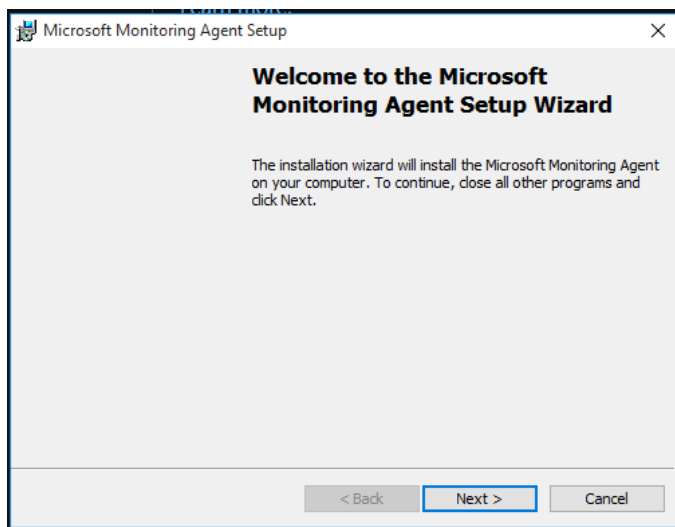 Microsoft Monitoring Agent Setup
Welcome to the Microsoft
Monitoring Agent Setup Wizard
The installation wizard will install the Microsoft Monitoring Agent
on your computer. To continue, close all other programs and
click Next.
< Back Next > Cancel